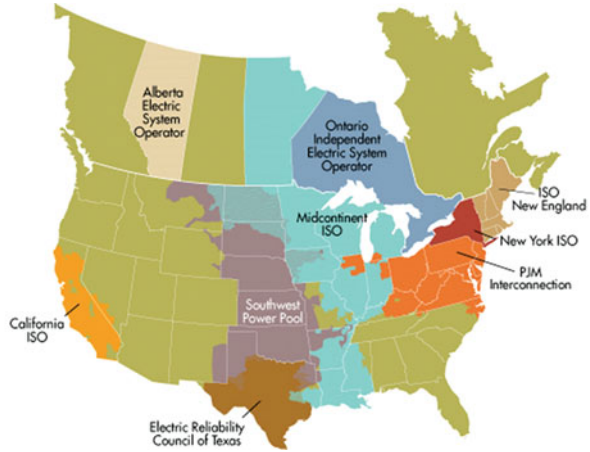 Alberta
Electric
System
Operator
Ontario
Independent
Electric System
Operator
ISO
New England
Midcontinent
ISO
New York ISO
PJM
Interconnection
Southwest
Power Pool
California
ISO
Electric Reliability
Council of Texas